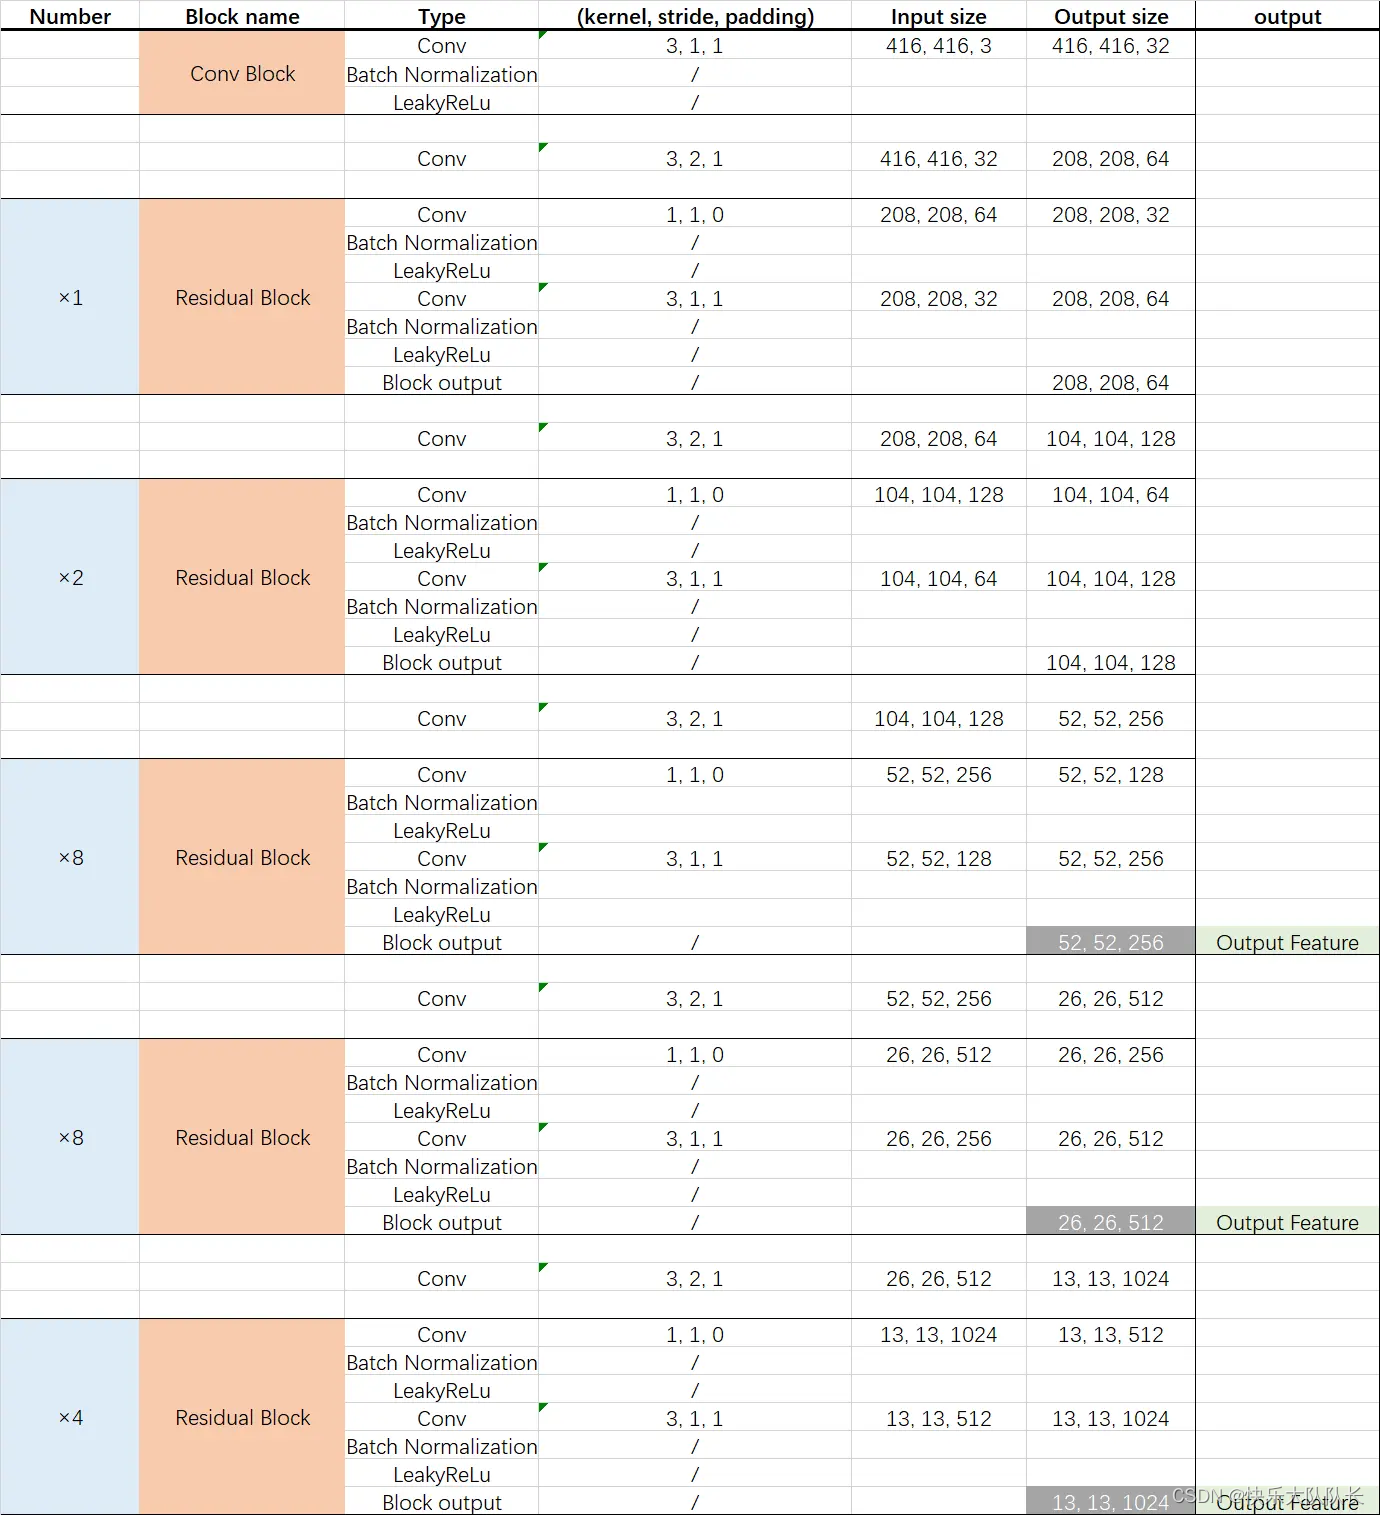 Number Block name Type (kernel, stride, padding) Input size Output size output
Conv 3, 1, 1 416, 416, 3 416, 416, 32
Conv Block Batch Normalization /
LeakyReLu /
Conv 3, 2, 1 416, 416, 32 208, 208, 64
Conv 1, 1, 0 208, 208, 64 208, 208, 32
Batch Normalization /
LeakyReLu /
×1 Residual Block Conv 3, 1, 1 208, 208, 32 208, 208, 64
Batch Normalization /
LeakyReLu /
Block output / 208, 208, 64
Conv 3, 2, 1 208, 208, 64 104, 104, 128
Conv 1, 1, 0 104, 104, 128 104, 104, 64
Batch Normalization /
LeakyReLu /
×2 Residual Block Conv 3, 1, 1 104, 104, 64 104, 104, 128
Batch Normalization /
LeakyReLu /
Block output / 104, 104, 128
Conv 3, 2, 1 104, 104, 128 52, 52, 256
Conv 1, 1, 0 52, 52, 256 52, 52, 128
Batch Normalization
LeakyReLu
×8 Residual Block Conv 3, 1, 1 52, 52, 128 52, 52, 256
Batch Normalization
LeakyReLu
Block output / 52, 52, 256 Output Feature
Conv 3, 2, 1 52, 52, 256 26, 26, 512
Conv 1, 1, 0 26, 26, 512 26, 26, 256
Batch Normalization /
LeakyReLu /
×8 Residual Block Conv 3, 1, 1 26, 26, 256 26, 26, 512
Batch Normalization /
LeakyReLu /
Block output / 26, 26, 512 Output Feature
Conv 3, 2, 1 26, 26, 512 13, 13, 1024
Conv 1, 1, 0 13, 13, 1024 13, 13, 512
Batch Normalization /
LeakyReLu /
×4 Residual Block Conv 3, 1, 1 13, 13, 512 13, 13, 1024
Batch Normalization /
LeakyReLu /
Block output / 13, 13, 1024 Output Feature
CSDN @快乐大队队长